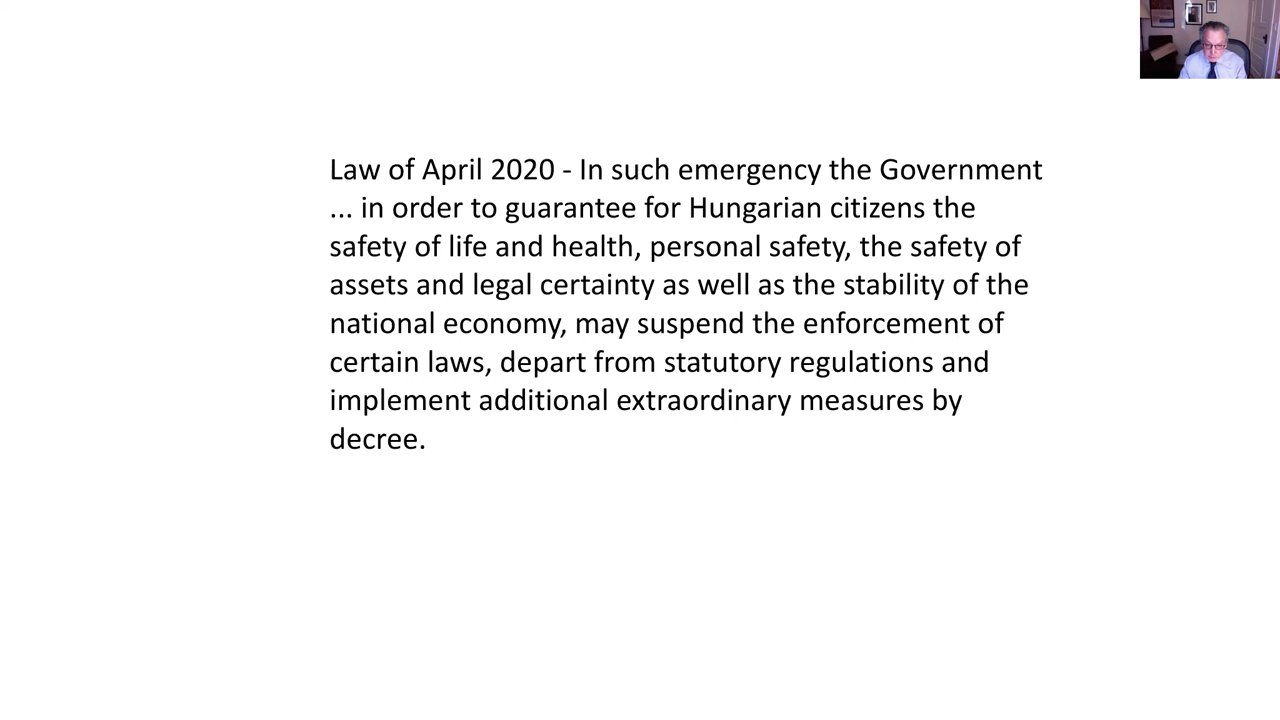 Law of April 2020 - In such emergency the Government
... in order to guarantee for Hungarian citizens the
safety of life and health, personal safety, the safety of
assets and legal certainty as well as the stability of the
national economy, may suspend the enforcement of
certain laws, depart from statutory regulations and
implement additional extraordinary measures by
decree.